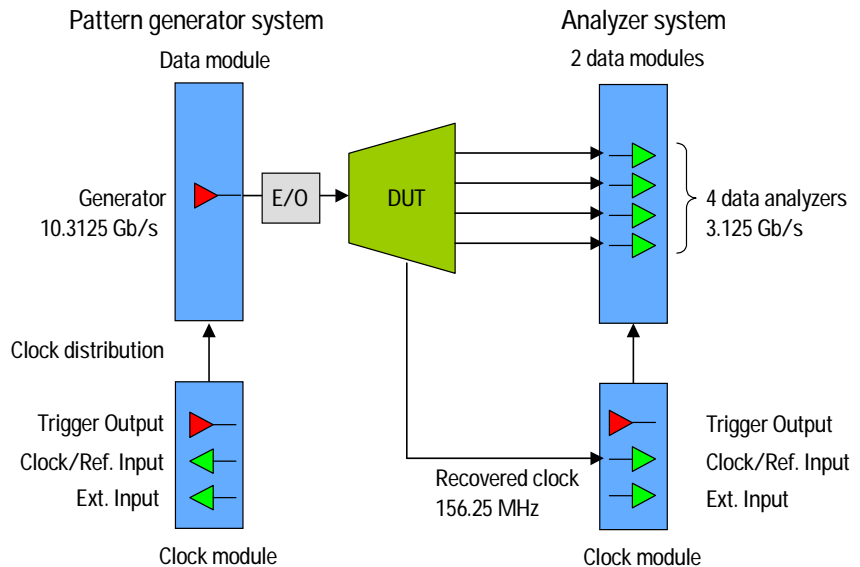 Pattern generator system
Analyzer system
Data module
2 data modules
Generator
10.3125 Gb/s
E/O
DUT
4 data analyzers
3.125 Gb/s
Clock distribution
Trigger Output
Clock/Ref. Input
Ext. Input
Clock module
Recovered clock
156.25 MHz
Trigger Output
Clock/Ref. Input
Ext. Input
Clock module